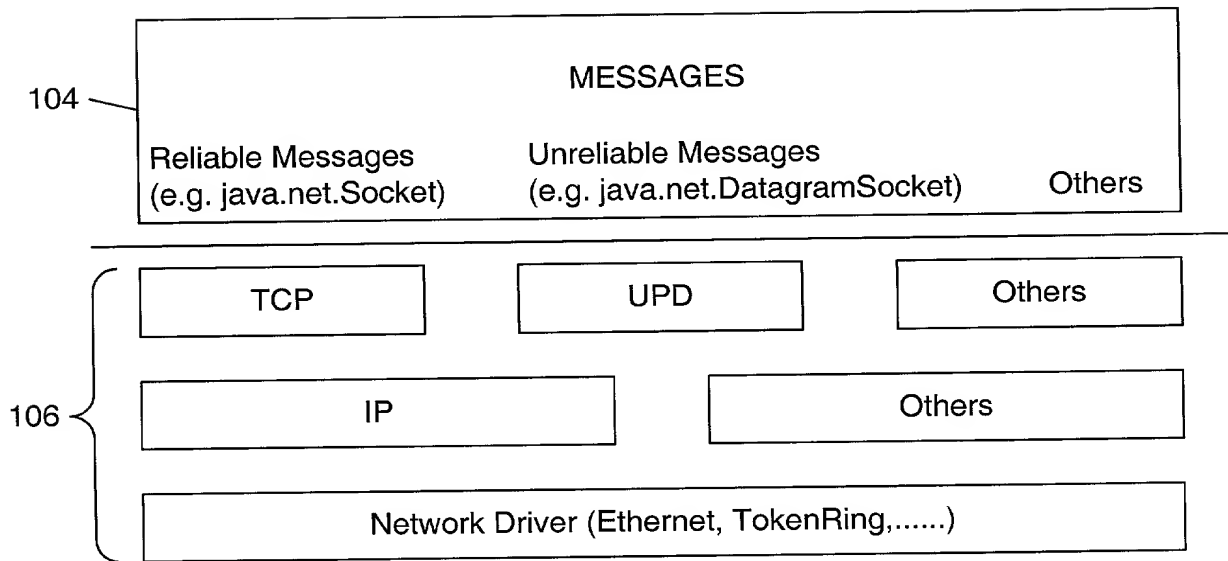 MESSAGES
104
Reliable Messages
(e.g. java.net.Socket)
Unreliable Messages
(e.g. java.net.DatagramSocket)
Others
TCP
UPD
Others
106
IP
Others
Network Driver (Ethernet, TokenRing,......)